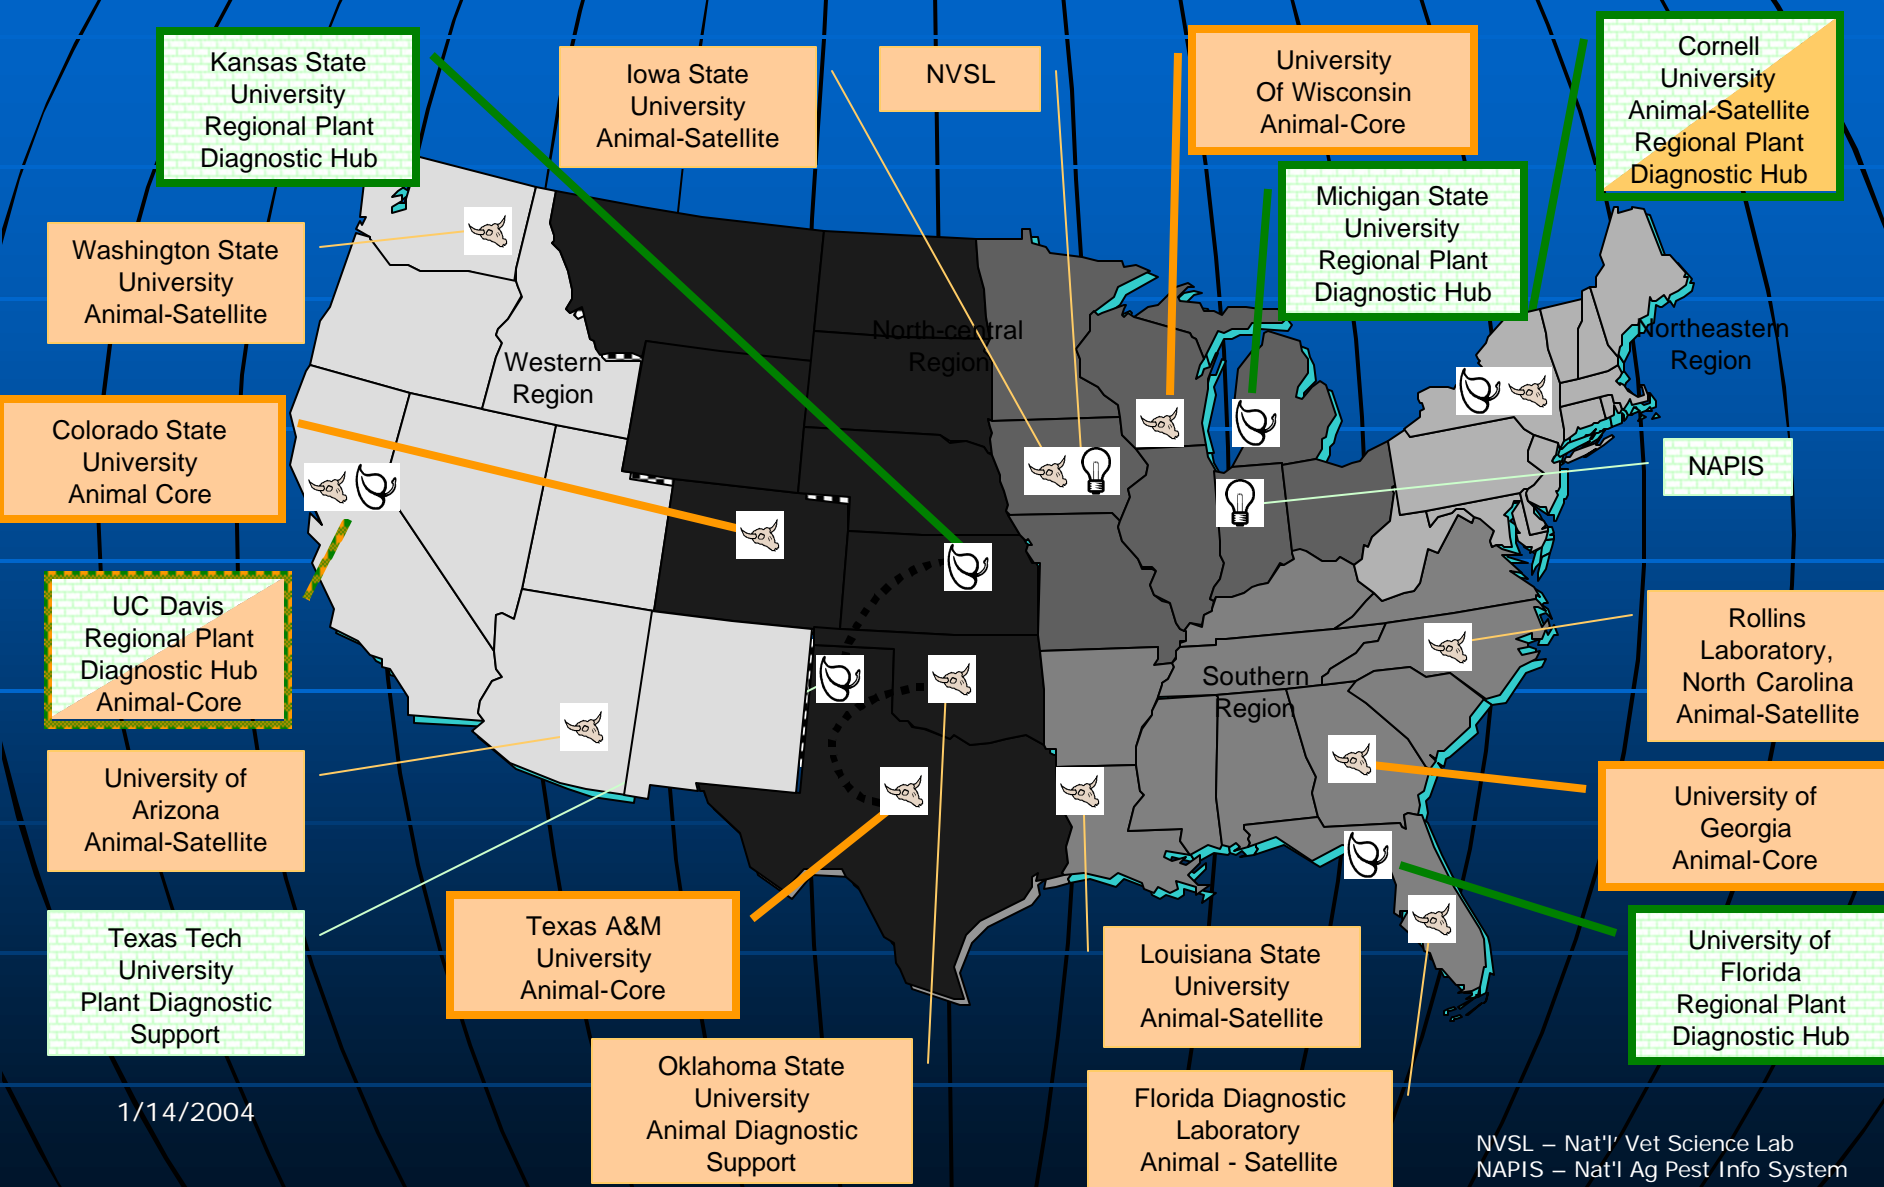 Kansas State
University
Regional Plant
Diagnostic Hub
Iowa State
University
Animal-Satellite
NVSL
University
Of Wisconsin
Animal-Core
Cornell
University
Animal-Satellite
Regional Plant
Diagnostic Hub
Michigan State
University
Regional Plant
Diagnostic Hub
Washington State
University
Animal-Satellite
North-central
Region
Northeastern
Region
Western
Region
Colorado State
University
Animal Core
NAPIS
UC Davis
Regional Plant
Diagnostic Hub
Animal-Core
Rollins
Laboratory,
North Carolina
Animal-Satellite
Southern
Region
University of
Arizona
Animal-Satellite
University of
Georgia
Animal-Core
Texas Tech
University
Plant Diagnostic
Support
Texas A&M
University
Animal-Core
Louisiana State
University
Animal-Satellite
University of
Florida
Regional Plant
Diagnostic Hub
Oklahoma State
University
Animal Diagnostic
Support
Florida Diagnostic
Laboratory
Animal - Satellite
1/14/2004
NVSL – Nat'l' Vet Science Lab
NAPIS – Nat'l Ag Pest Info System